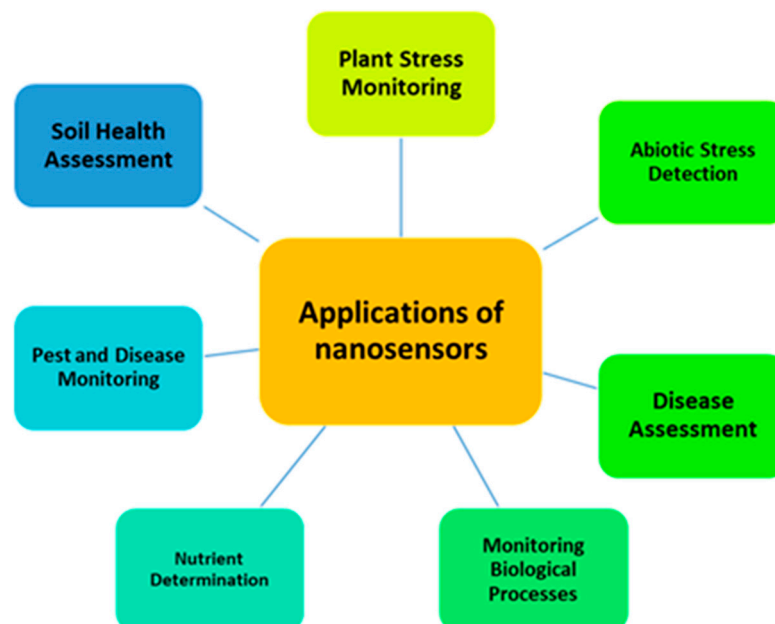 Plant Stress
Monitoring
Soil Health
Assessment
Abiotic Stress
Detection
Applications of
nanosensors
Pest and Disease
Monitoring
Disease
Assessment
Nutrient
Determination
Monitoring
Biological
Processes